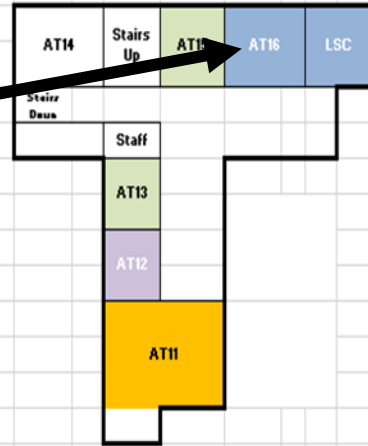 AT14
Stairs
Up
AT15
AT16
LSC
Stairs
Down
Staff
AT13
AT12
AT11